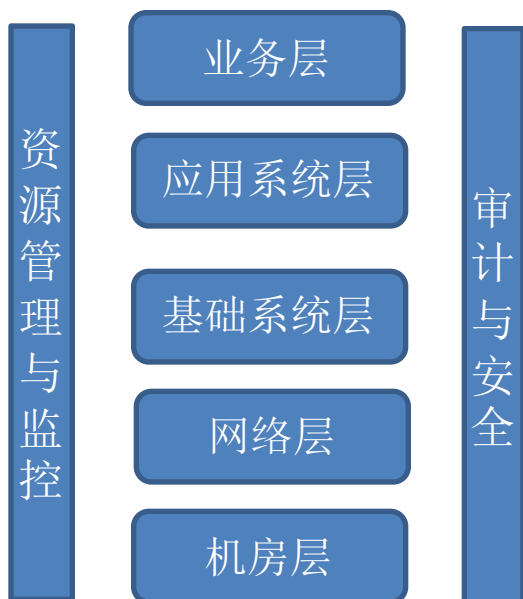 资源管理与监控
业务层
应用系统层
基础系统层
网络层
机房层
审计与安全